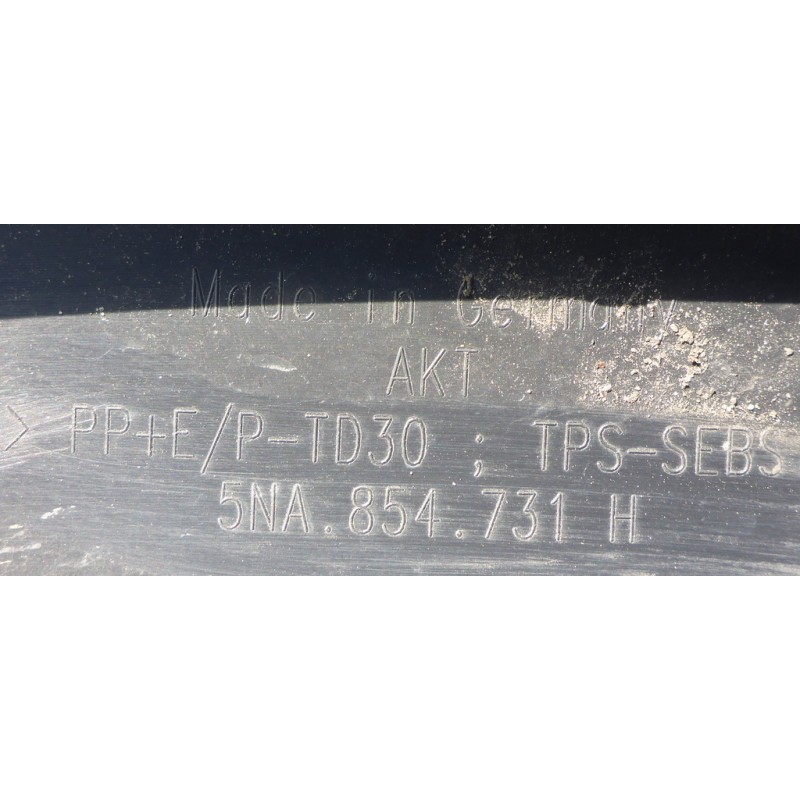 Made in Germany
AKT
> PP+E/P-TD30 ; TPS-SEBS
5NA.854.731 H